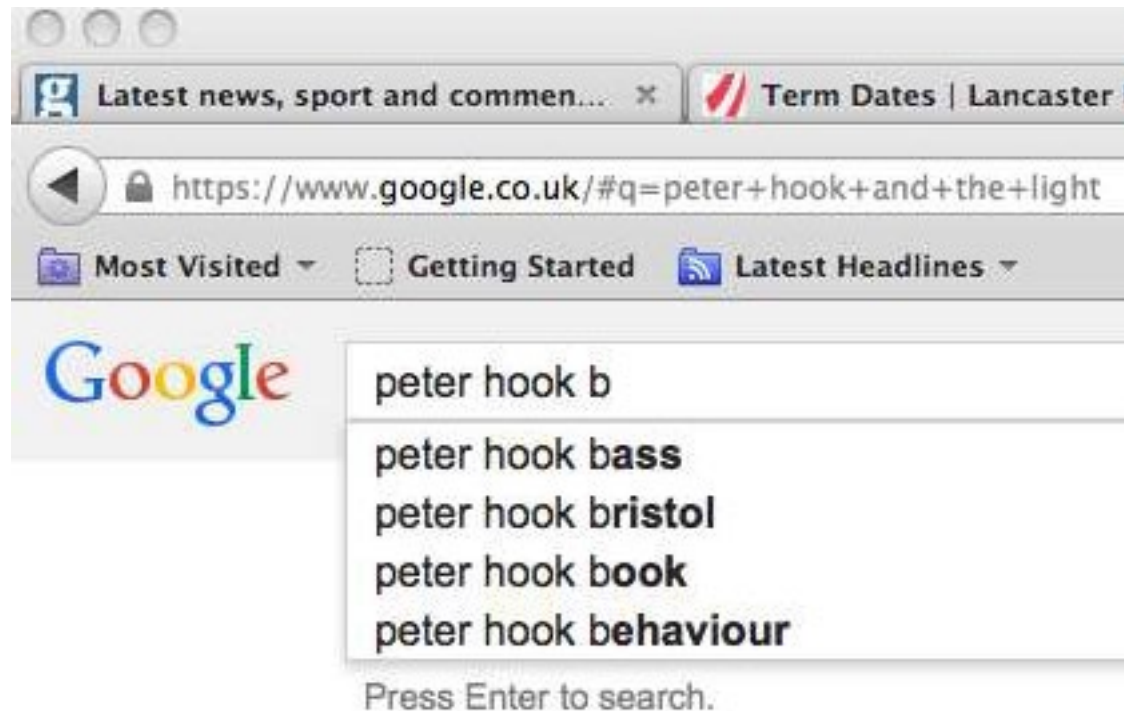 g Latest news, sport and commen... × Term Dates | Lancaster
https://www.google.co.uk/#q=peter+hook+and+the+light
Most Visited Getting Started Latest Headlines
Google peter hook b
peter hook bass
peter hook bristol
peter hook book
peter hook behaviour
Press Enter to search.